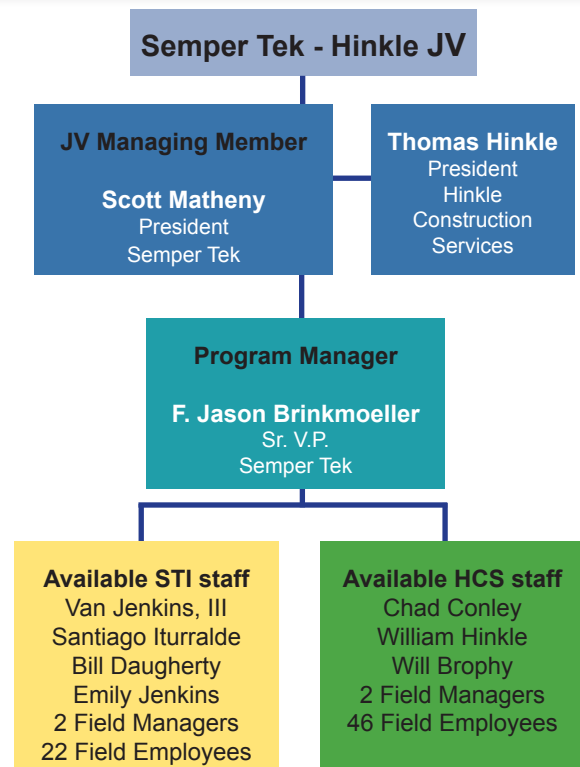 Semper Tek - Hinkle JV
JV Managing Member
Scott Matheny
President
Semper Tek
Thomas Hinkle
President
Hinkle
Construction
Services
Program Manager
F. Jason Brinkmoeller
Sr. V.P.
Semper Tek
Available STI staff
Van Jenkins, III
Santiago Iturralde
Bill Daugherty
Emily Jenkins
2 Field Managers
22 Field Employees
Available HCS staff
Chad Conley
William Hinkle
Will Brophy
2 Field Managers
46 Field Employees